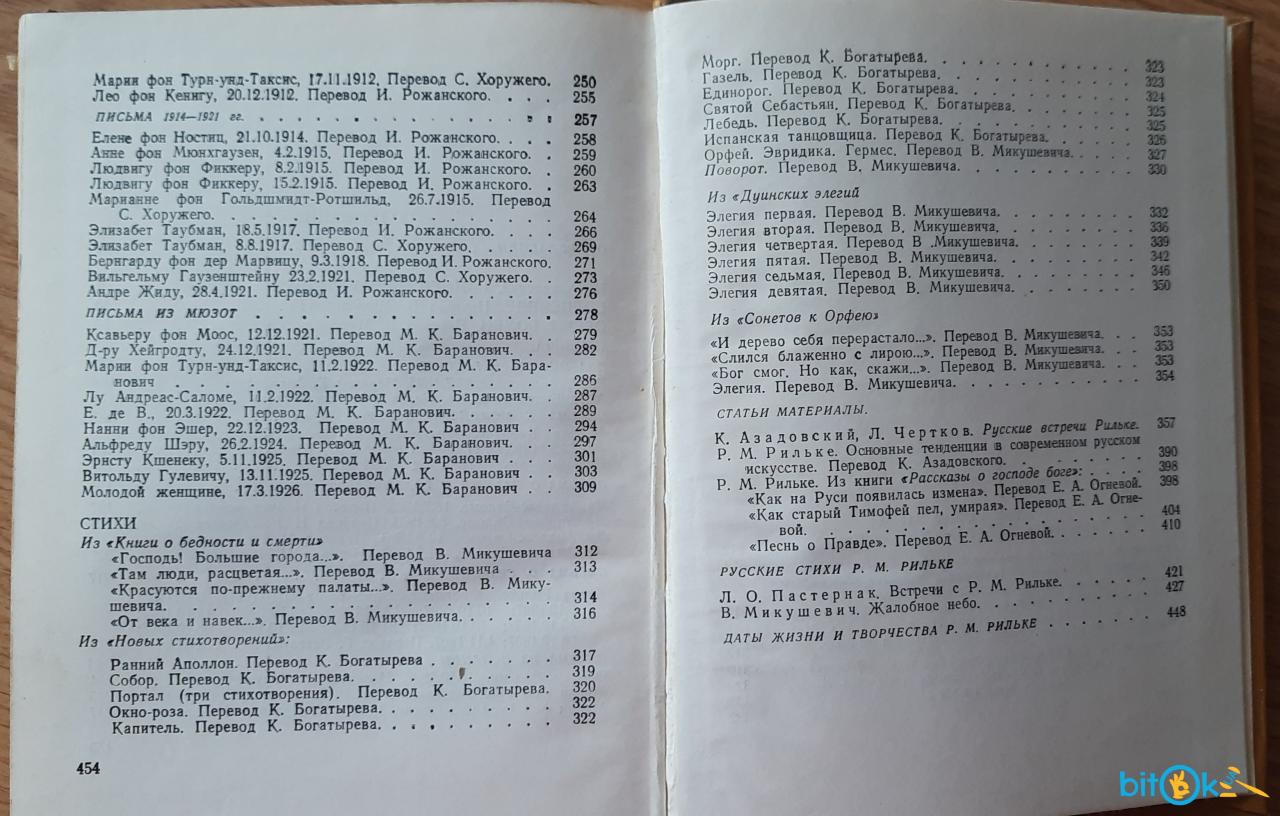 Марии фон Турн-унд-Таксис, 17.11.1912. Перевод С. Хоружего. 250
Лео фон Кенигу, 20.12.1912. Перевод И. Рожанского. . . . 255
ПИСЬМА 1914—1921 гг. . . . . . . . . . . . . . 257
Елене фон Ностиц, 21.10.1914. Перевод И. Рожанского. . . . 258
Анне фон Мюнхгаузен, 4.2.1915. Перевод И. Рожанского. . 259
Людвигу фон Фиккеру, 8.2.1915. Перевод И. Рожанского. . 260
Людвигу фон Фиккеру, 15.2.1915. Перевод И. Рожанского. . 263
Марианне фон Гольдшмидт-Ротшильд, 26.7.1915. Перевод
С. Хоружего. . . . . . . . . . . . . . . . 264
Элизабет Таубман, 18.5.1917. Перевод И. Рожанского. . . . 266
Элизабет Таубман, 8.8.1917. Перевод С. Хоружего. . . . . 269
Бернгарду фон дер Марвицу, 9.3.1918. Перевод И. Рожанского. 271
Вильгельму Гаузенштейну 23.2.1921. Перевод С. Хоружего. . 273
Андре Жиду, 28.4.1921. Перевод И. Рожанского. . . . . . 276
ПИСЬМА ИЗ МЮЗОТ . . . . . . . . . . . . . 278
Ксавьеру фон Моос, 12.12.1921. Перевод М. К. Баранович. . 279
Д-ру Хейгродту, 24.12.1921. Перевод М. К. Баранович. . . 282
Марии фон Турн-унд-Таксис, 11.2.1922. Перевод М. К. Бара-
нович . . . . . . . . . . . . . . . . . . 286
Лу Андреас-Саломе, 11.2.1922. Перевод М. К. Баранович. . 287
Е. де В., 20.3.1922. Перевод М. К. Баранович. . . . . . 289
Нанни фон Эшер, 22.12.1923. Перевод М. К. Баранович . . 294
Альфреду Шэру, 26.2.1924. Перевод М. К. Баранович. . . . 297
Эрнсту Кшенеку, 5.11.1925. Перевод М. К. Баранович . . . 301
Витольду Гулевичу, 13.11.1925. Перевод М. К. Баранович . . 303
Молодой женщине, 17.3.1926. Перевод М. К. Баранович . . 309
СТИХИ
Из «Книги о бедности и смерти»
«Господь! Большие города...». Перевод В. Микушевича 312
«Там люди, расцветая...». Перевод В. Микушевича . . . 313
«Красуются по-прежнему палаты...». Перевод В. Мику-
шевича. . . . . . . . . . . . . . . . . . 314
«От века и навек...». Перевод В. Микушевича. . . . . . 316
Из «Новых стихотворений»:
Ранний Аполлон. Перевод К. Богатырева . . . . . . . 317
Собор. Перевод К. Богатырева. . . . . . . . . . . 319
Портал (три стихотворения). Перевод К. Богатырева. 320
Окно-роза. Перевод К. Богатырева. . . . . . . . . . 322
Капитель. Перевод К. Богатырева. . . . . . . . . . 322
454
Морг. Перевод К. Богатырева. . . . . . . . . . . 323
Газель. Перевод К. Богатырева, . . . . . . . . . . 323
Единорог. Перевод К. Богатырева. . . . . . . . . . 324
Святой Себастьян. Перевод К. Богатырева. . . . . . . 325
Лебедь. Перевод К. Богатырева. . . . . . . . . . . 325
Испанская танцовщица. Перевод К. Богатырева. . . . . 326
Орфей. Эвридика. Гермес. Перевод В. Микушевича. . . . . 327
Поворот. Перевод В. Микушевича. . . . . . . . . . 330
Из «Дуинских элегий
Элегия первая. Перевод В. Микушевича. . . . . . . . 332
Элегия вторая. Перевод В. Микушевича. . . . . . . . 336
Элегия четвертая. Перевод В .Микушевича. . . . . . . 339
Элегия пятая. Перевод В. Микушевича. . . . . . . . 342
Элегия седьмая. Перевод В. Микушевича. . . . . . . . 346
Элегия девятая. Перевод В. Микушевича. . . . . . . . 350
Из «Сонетов к Орфею»
«И дерево себя перерастало...». Перевод В. Микушевича. . . 353
«Слился блаженно с лирою...». Перевод В. Микушевича. . . 353
«Бог смог. Но как, скажи...». Перевод В. Микушевича. . . 353
Элегия. Перевод В. Микушевича. . . . . . . . . . . 354
СТАТЬИ МАТЕРИАЛЫ.
К. Азадовский, Л. Чертков. Русские встречи Рильке. 357
Р. М. Рильке. Основные тенденции в современном русском
искусстве. Перевод К. Азадовского. . . . . . . . 390
Р. М. Рильке. Из книги «Рассказы о господе боге»: . . . . 398
«Как на Руси появилась измена». Перевод Е. А. Огневой. 398
«Как старый Тимофей пел, умирая». Перевод Е. А. Огне-
вой. . . . . . . . . . . . . . . . . . 404
«Песнь о Правде». Перевод Е. А. Огневой. . . . . . . 410
РУССКИЕ СТИХИ Р. М. РИЛЬКЕ
Л. О. Пастернак. Встречи с Р. М. Рильке. . . . . . . 421
В. Микушевич. Жалобное небо. . . . . . . . . . . 427
ДАТЫ ЖИЗНИ И ТВОРЧЕСТВА Р. М. РИЛЬКЕ . . . . . . . 448
bitOk